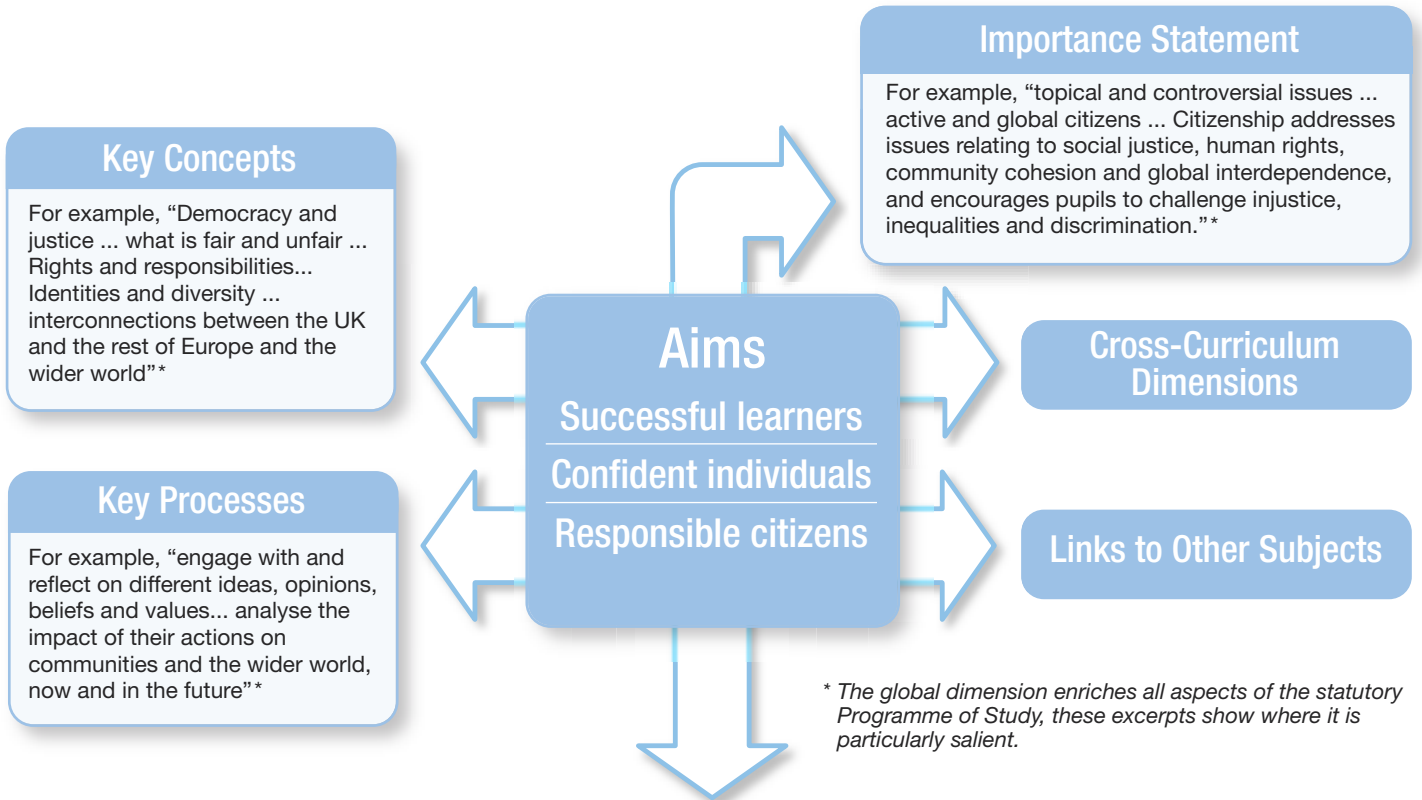 Importance Statement
For example, “topical and controversial issues ...
active and global citizens ... Citizenship addresses
issues relating to social justice, human rights,
community cohesion and global interdependence,
and encourages pupils to challenge injustice,
inequalities and discrimination.”*
Key Concepts
For example, “Democracy and
justice ... what is fair and unfair ...
Rights and responsibilities...
Identities and diversity ...
interconnections between the UK
and the rest of Europe and the
wider world”*
Aims
Successful learners
Confident individuals
Responsible citizens
Cross-Curriculum
Dimensions
Key Processes
For example, “engage with and
reflect on different ideas, opinions,
beliefs and values... analyse the
impact of their actions on
communities and the wider world,
now and in the future”*
Links to Other Subjects
* The global dimension enriches all aspects of the statutory
Programme of Study, these excerpts show where it is
particularly salient.